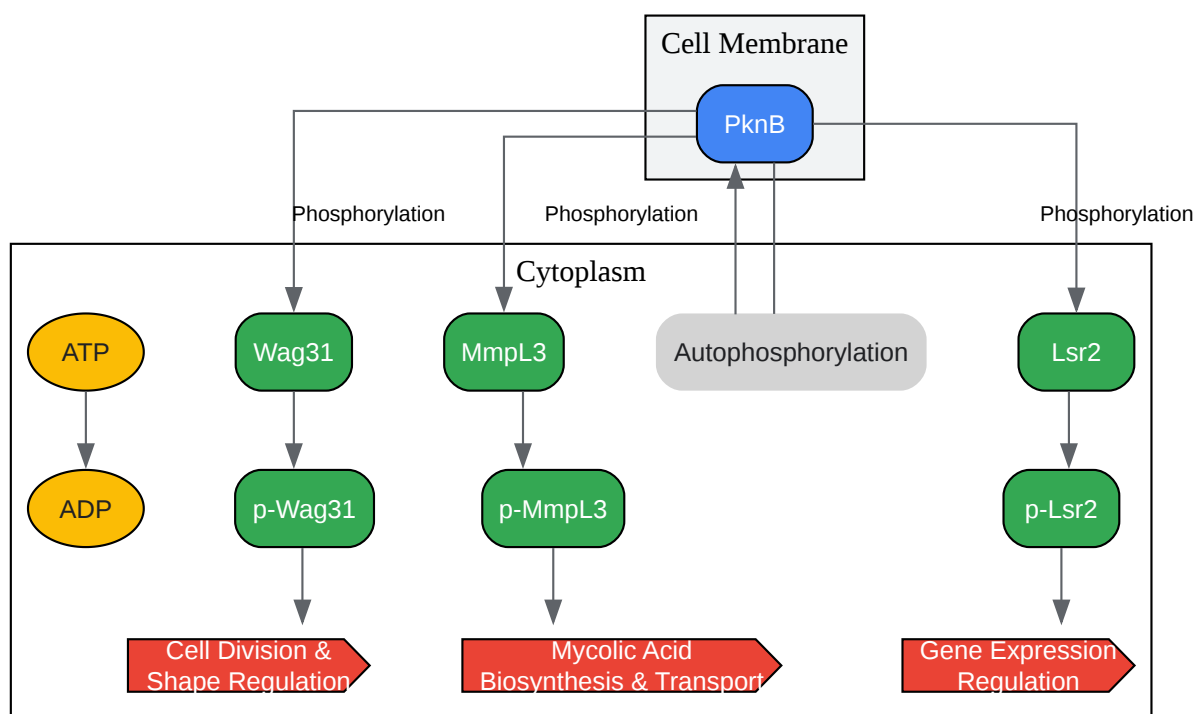 Cell Membrane
PknB
Phosphorylation
Phosphorylation
Phosphorylation
Cytoplasm
ATP
Wag31
MmpL3
Autophosphorylation
Lsr2
ADP
p-Wag31
p-MmpL3
p-Lsr2
Cell Division &
Shape Regulation
Mycolic Acid
Biosynthesis & Transport
Gene Expression
Regulation